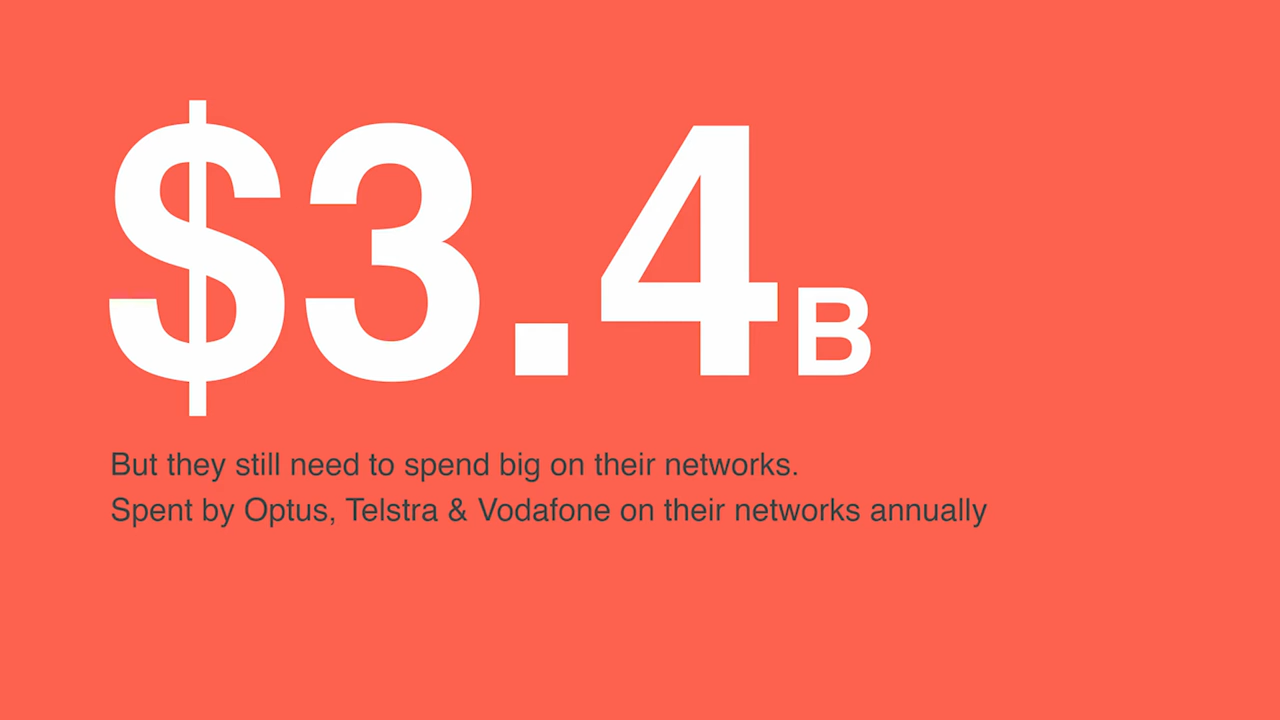 $3.4B
But they still need to spend big on their networks.
Spent by Optus, Telstra & Vodafone on their networks annually